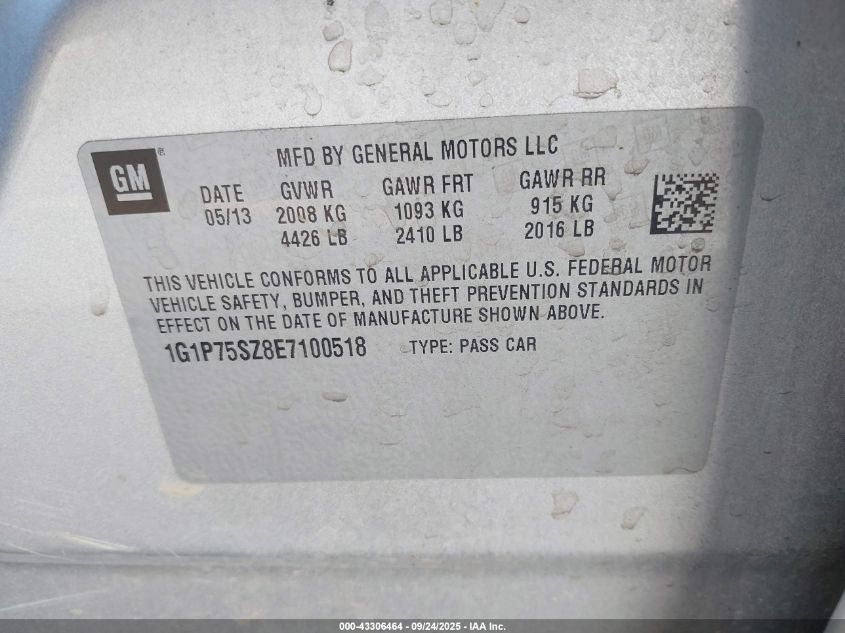 GM ®
MFD BY GENERAL MOTORS LLC
DATE GVWR GAWR FRT GAWR RR
05/13 2008 KG 1093 KG 915 KG
4426 LB 2410 LB 2016 LB
THIS VEHICLE CONFORMS TO ALL APPLICABLE U.S. FEDERAL MOTOR
VEHICLE SAFETY, BUMPER, AND THEFT PREVENTION STANDARDS IN
EFFECT ON THE DATE OF MANUFACTURE SHOWN ABOVE.
1G1P75SZ8E7100518 TYPE: PASS CAR
000-43306464 - 09/24/2025 - IAA Inc.